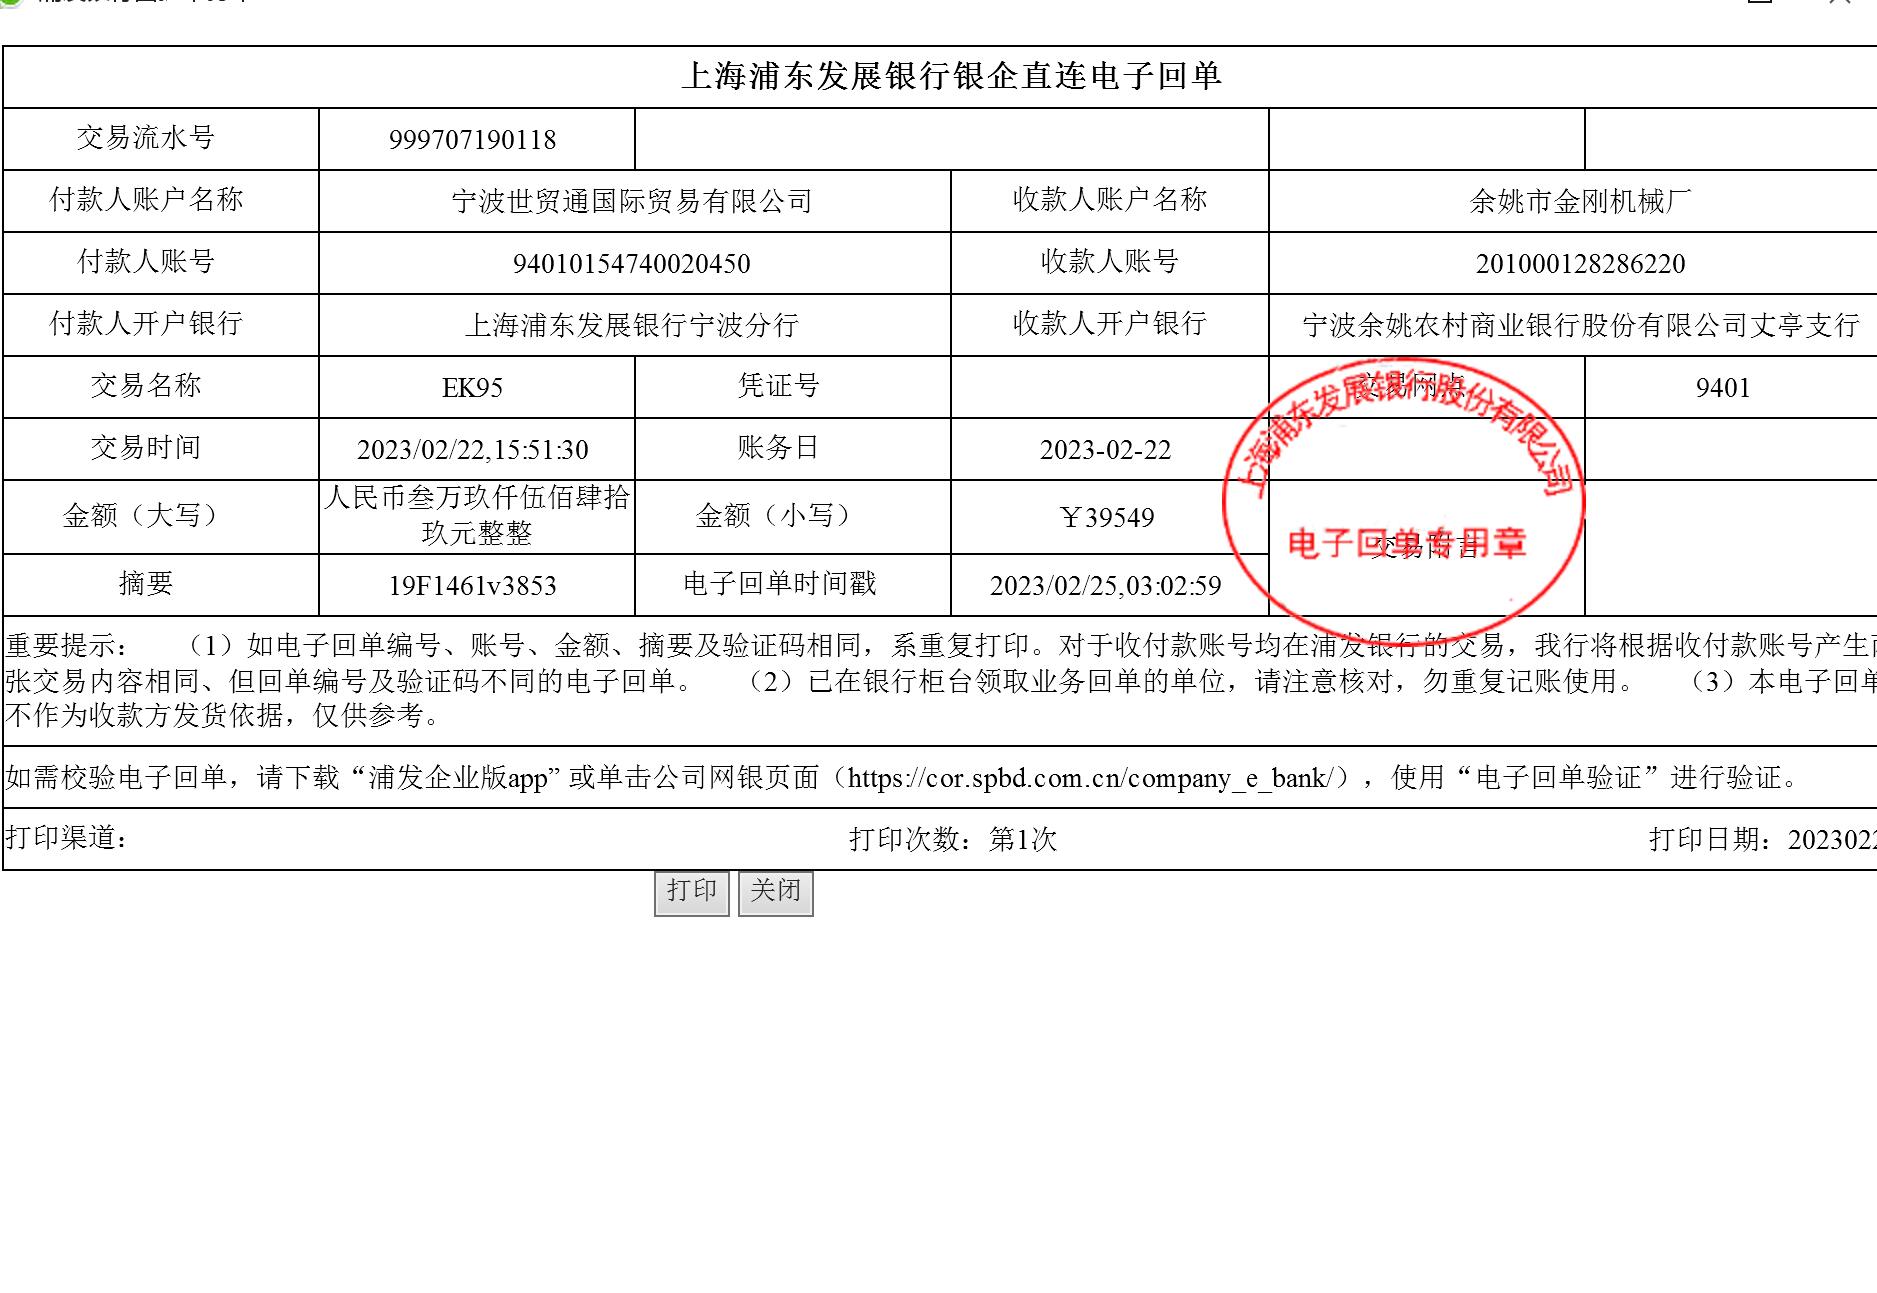 上海浦东发展银行银企直连电子回单
交易流水号 999707190118
付款人账户名称 宁波世贸通国际贸易有限公司 收款人账户名称 余姚市金刚机械厂
付款人账号 94010154740020450 收款人账号 201000128286220
付款人开户银行 上海浦东发展银行宁波分行 收款人开户银行 宁波余姚农村商业银行股份有限公司丈亭支行
交易名称 EK95 凭证号 交易网点 9401
交易时间 2023/02/22,15:51:30 账务日 2023-02-22
上海浦东发展银行股份有限公司
金额（大写） 人民币叁万玖仟伍佰肆拾
玖元整整 金额（小写） ￥39549
电子回单专用章
交易附言
摘要 19F1461v3853 电子回单时间戳 2023/02/25,03:02:59
重要提示： （1）如电子回单编号、账号、金额、摘要及验证码相同，系重复打印。对于收付款账号均在浦发银行的交易，我行将根据收付款账号产生
张交易内容相同、但回单编号及验证码不同的电子回单。 （2）已在银行柜台领取业务回单的单位，请注意核对，勿重复记账使用。 （3）本电子回单
不作为收款方发货依据，仅供参考。
如需校验电子回单，请下载“浦发企业版app” 或单击公司网银页面（https://cor.spbd.com.cn/company_e_bank/），使用“电子回单验证”进行验证。
打印渠道： 打印次数：第1次 打印日期：2023022
打印 关闭